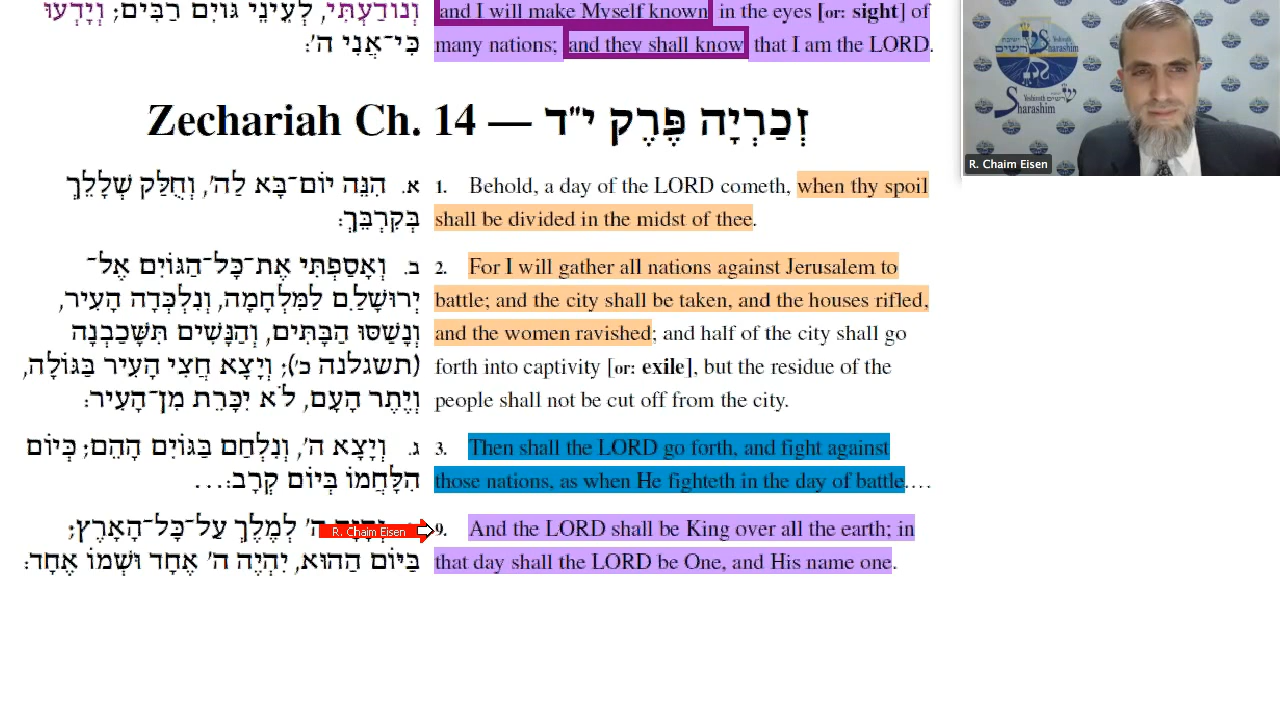 וְנוֹדַעְתִּי, לְעֵינֵי גּוֹיִם רַבִּים; וְיָדְעוּ and I will make Myself known in the eyes [or: sight] of
כִּי־אֲנִי ה': many nations; and they shall know that I am the LORD.
Zechariah Ch. 14 — זְכַרְיָה פֶּרֶק י"ד
א. הִנֵּה יוֹם־בָּא לַה', וְחֻלַּק שְׁלָלֵךְ 1. Behold, a day of the LORD cometh, when thy spoil
בְּקִרְבֵּךְ: shall be divided in the midst of thee.
ב. וְאָסַפְתִּי אֶת־כָּל־הַגּוֹיִם אֶל־ 2. For I will gather all nations against Jerusalem to
יְרוּשָׁלִַם לַמִּלְחָמָה, וְנִלְכְּדָה הָעִיר, battle; and the city shall be taken, and the houses rifled,
וְנָשַׁסּוּ הַבָּתִּים, וְהַנָּשִׁים תִּשָּׁכַבְנָה and the women ravished; and half of the city shall go
(תשגלנה כ'); וְיָצָא חֲצִי הָעִיר בַּגּוֹלָה, forth into captivity [or: exile], but the residue of the
וְיֶתֶר הָעָם, לֹא יִכָּרֵת מִן־הָעִיר: people shall not be cut off from the city.
ג. וְיָצָא ה', וְנִלְחַם בַּגּוֹיִם הָהֵם; כְּיוֹם 3. Then shall the LORD go forth, and fight against
הִלָּחֲמוֹ בְּיוֹם קְרָב:... those nations, as when He fighteth in the day of battle....
ה' לְמֶלֶךְ עַל־כָּל־הָאָרֶץ; R. Chaim Eisen 9. And the LORD shall be King over all the earth; in
בַּיּוֹם הַהוּא, יִהְיֶה ה' אֶחָד וּשְׁמוֹ אֶחָד: that day shall the LORD be One, and His name one.
Yeshivat
Sharashim
שרשים
Yeshivath
Sharashim
R. Chaim Eisen